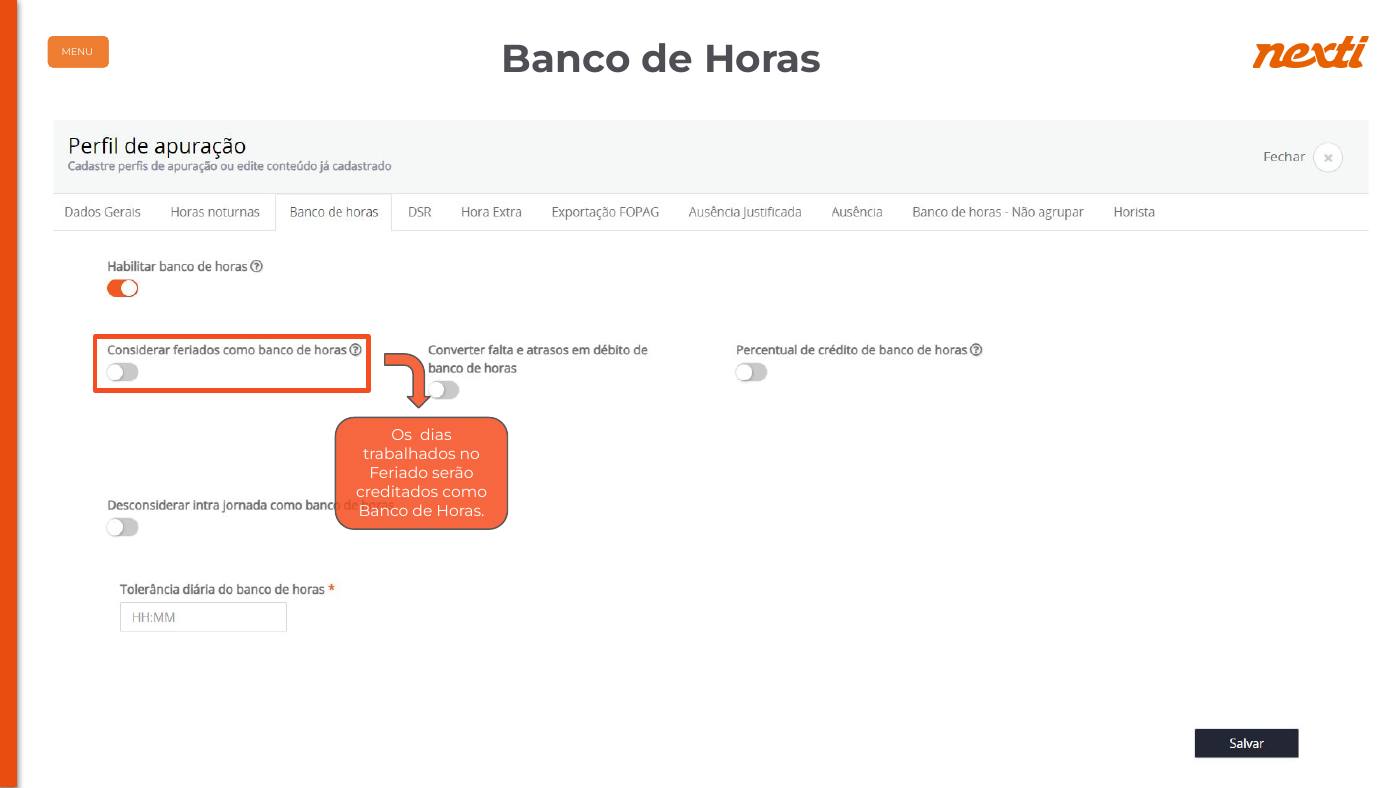 MENU
Banco de Horas
nexti
Perfil de apuração
Cadastre perfis de apuração ou edite conteúdo já cadastrado
Fechar
Dados Gerais
Horas noturnas
Banco de horas
DSR
Hora Extra
Exportação FOPAG
Ausência Justificada
Ausência
Banco de horas - Não agrupar
Horista
Habilitar banco de horas
Considerar feriados como banco de horas
Converter falta e atrasos em débito de
banco de horas
Percentual de crédito de banco de horas
Os dias
trabalhados no
Feriado serão
creditados como
Banco de Horas.
Desconsiderar intra jornada como banco de horas
Tolerância diária do banco de horas *
HH:MM
Salvar